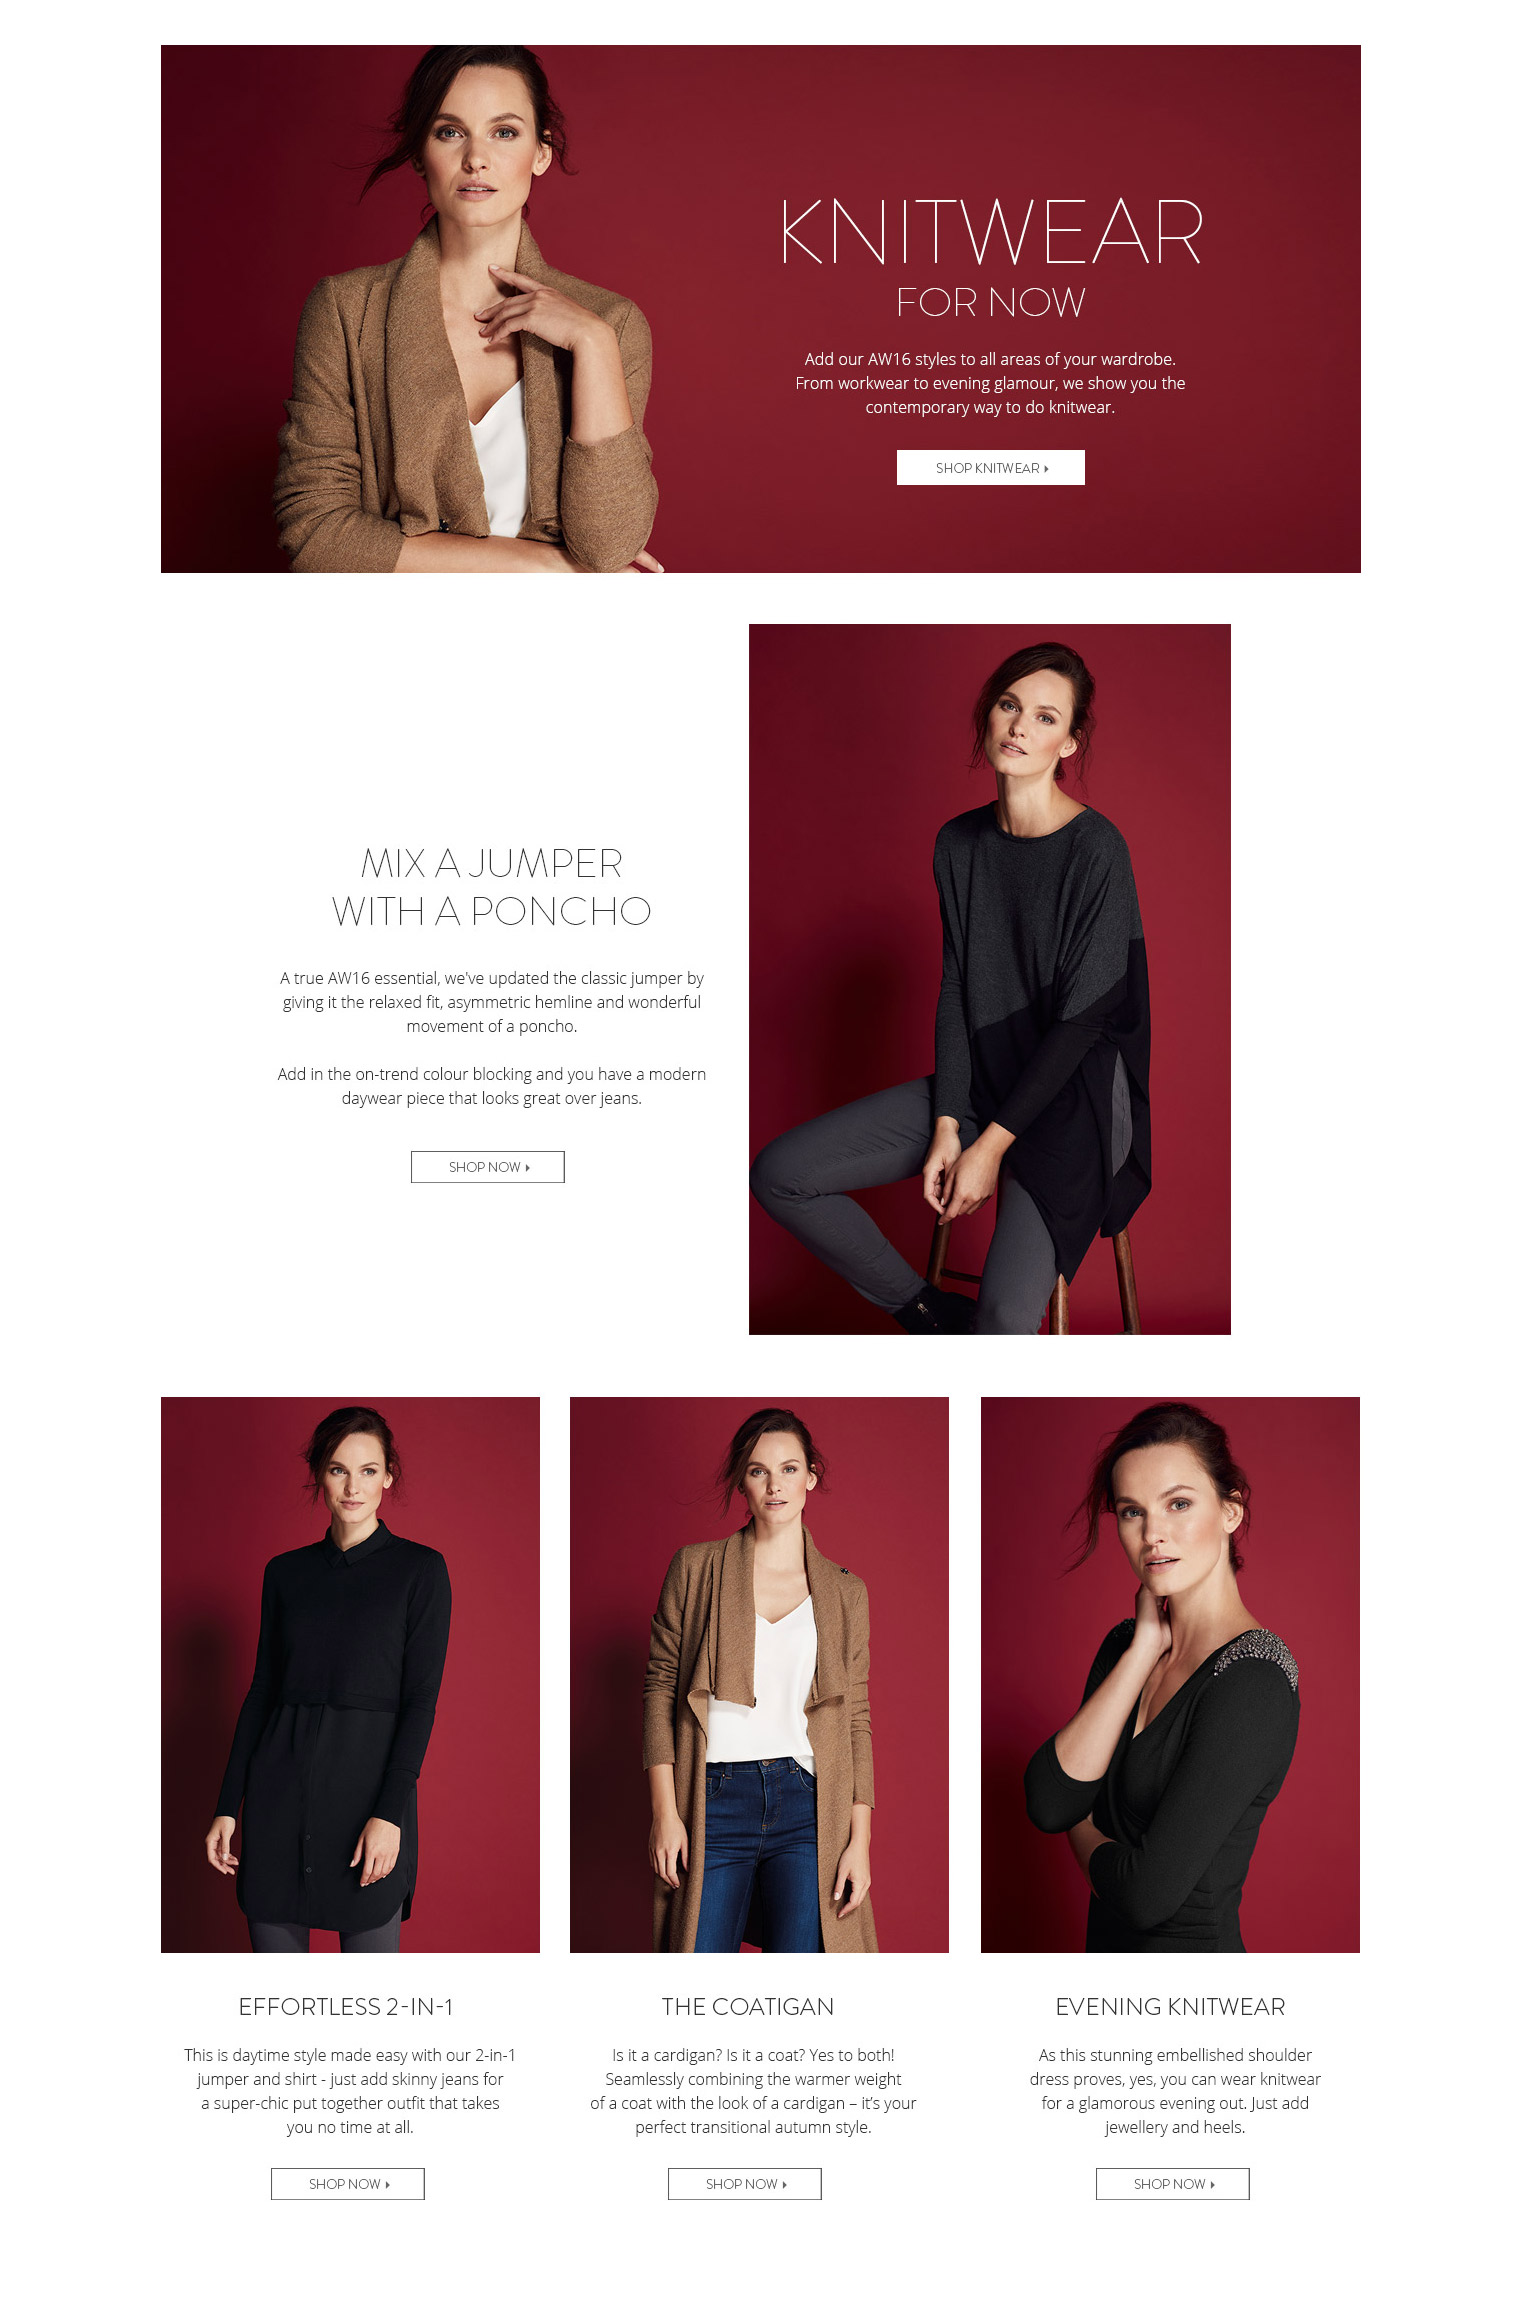 KNITWEAR
FOR NOW
Add our AW16 styles to all areas of your wardrobe.
From workwear to evening glamour, we show you the
contemporary way to do knitwear.
SHOP KNITWEAR
MIX A JUMPER
WITH A PONCHO
A true AW16 essential, we've updated the classic jumper by
giving it the relaxed fit, asymmetric hemline and wonderful
movement of a poncho.
Add in the on-trend colour blocking and you have a modern
daywear piece that looks great over jeans.
SHOP NOW
EFFORTLESS 2-IN-1
This is daytime style made easy with our 2-in-1
jumper and shirt - just add skinny jeans for
a super-chic put together outfit that takes
you no time at all.
SHOP NOW
THE COATIGAN
Is it a cardigan? Is it a coat? Yes to both!
Seamlessly combining the warmer weight
of a coat with the look of a cardigan – it’s your
perfect transitional autumn style.
SHOP NOW
EVENING KNITWEAR
As this stunning embellished shoulder
dress proves, yes, you can wear knitwear
for a glamorous evening out. Just add
jewellery and heels.
SHOP NOW